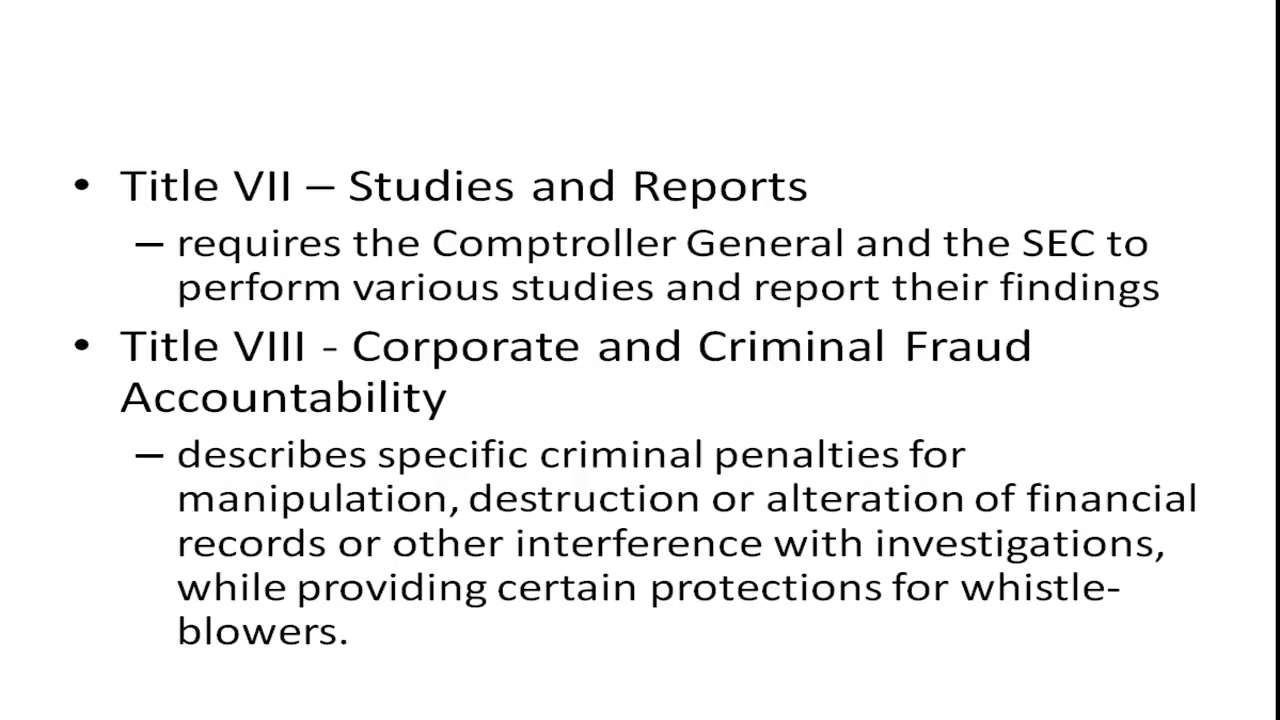 • Title VII – Studies and Reports
– requires the Comptroller General and the SEC to
perform various studies and report their findings
• Title VIII - Corporate and Criminal Fraud
Accountability
– describes specific criminal penalties for
manipulation, destruction or alteration of financial
records or other interference with investigations,
while providing certain protections for whistle-
blowers.